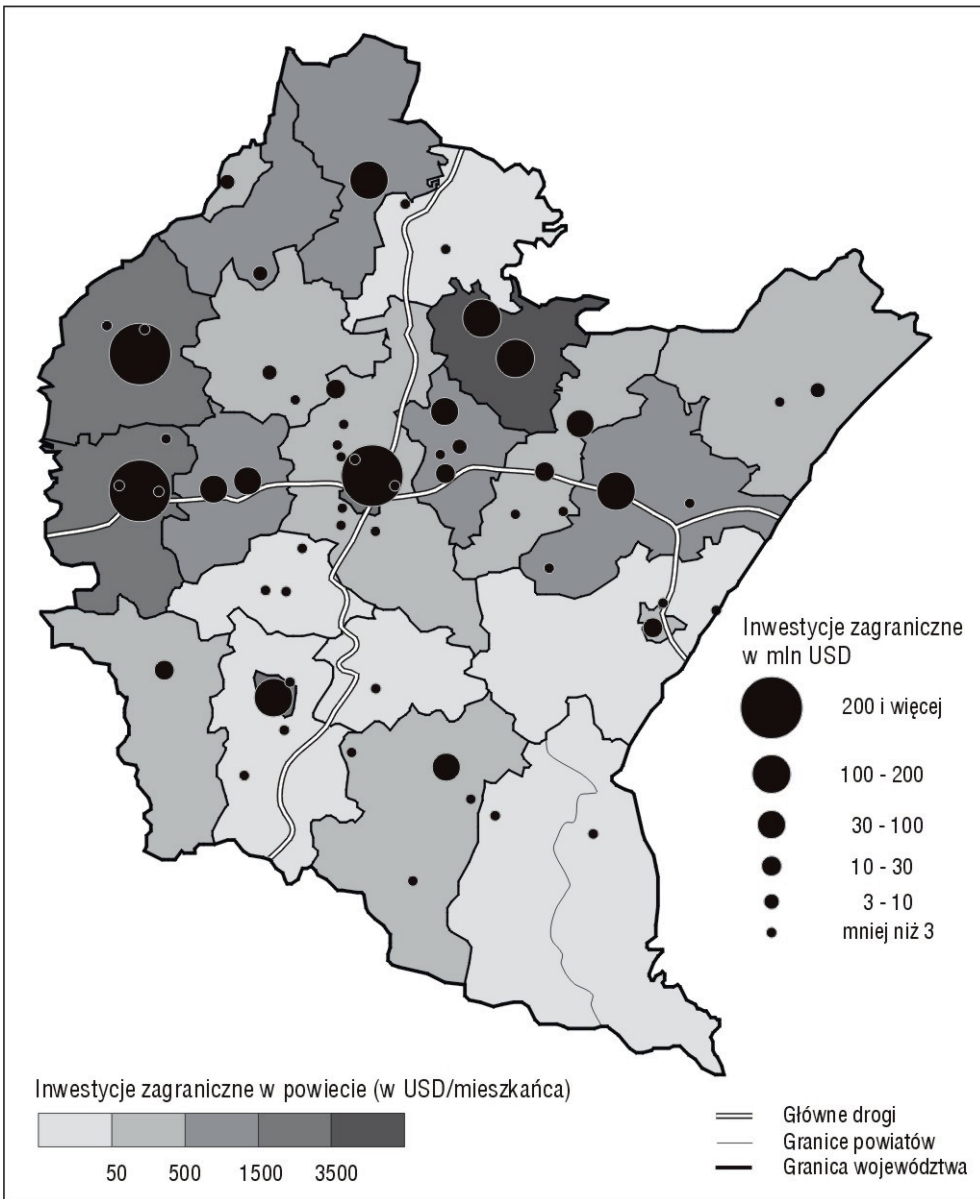 Inwestycje zagraniczne
w mln USD
200 i więcej
100 - 200
30 - 100
10 - 30
3 - 10
mniej niż 3
Inwestycje zagraniczne w powiecie (w USD/mieszkańca)
50 500 1500 3500
Główne drogi
Granice powiatów
Granica województwa